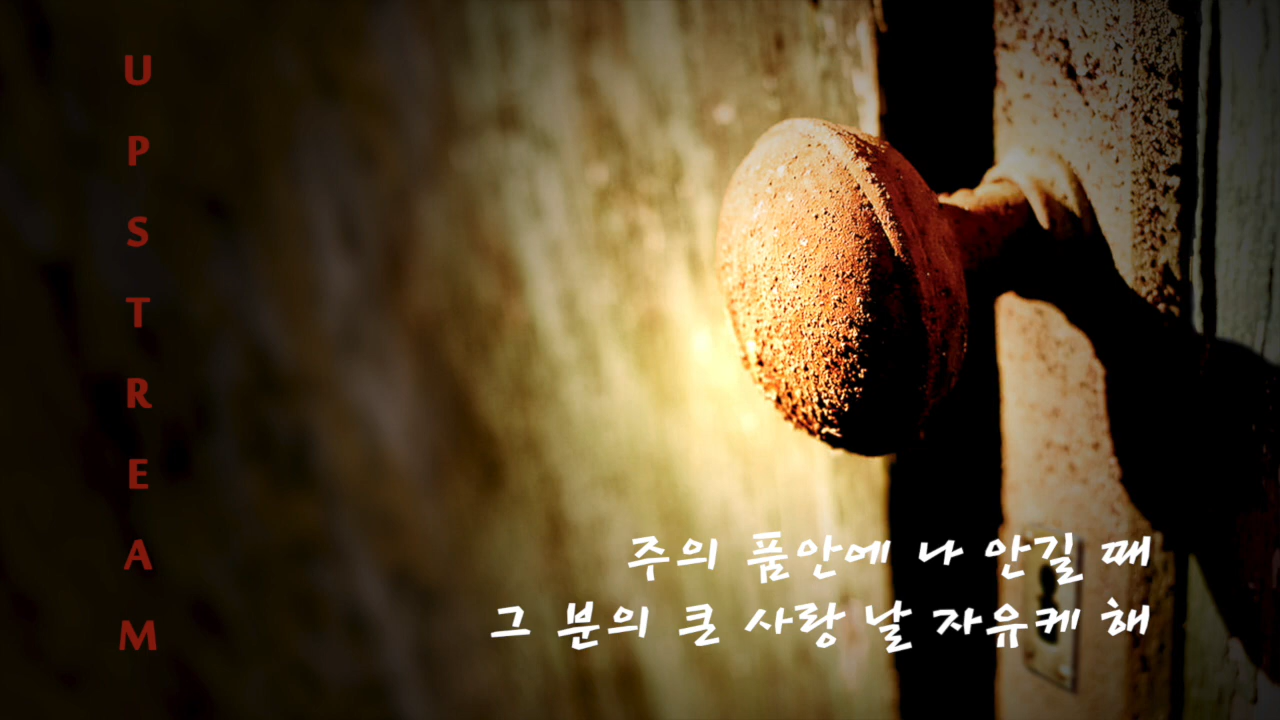 UPSTREAM
주의 품안에 나 안길 때
그 분의 큰 사랑 날 자유케 해